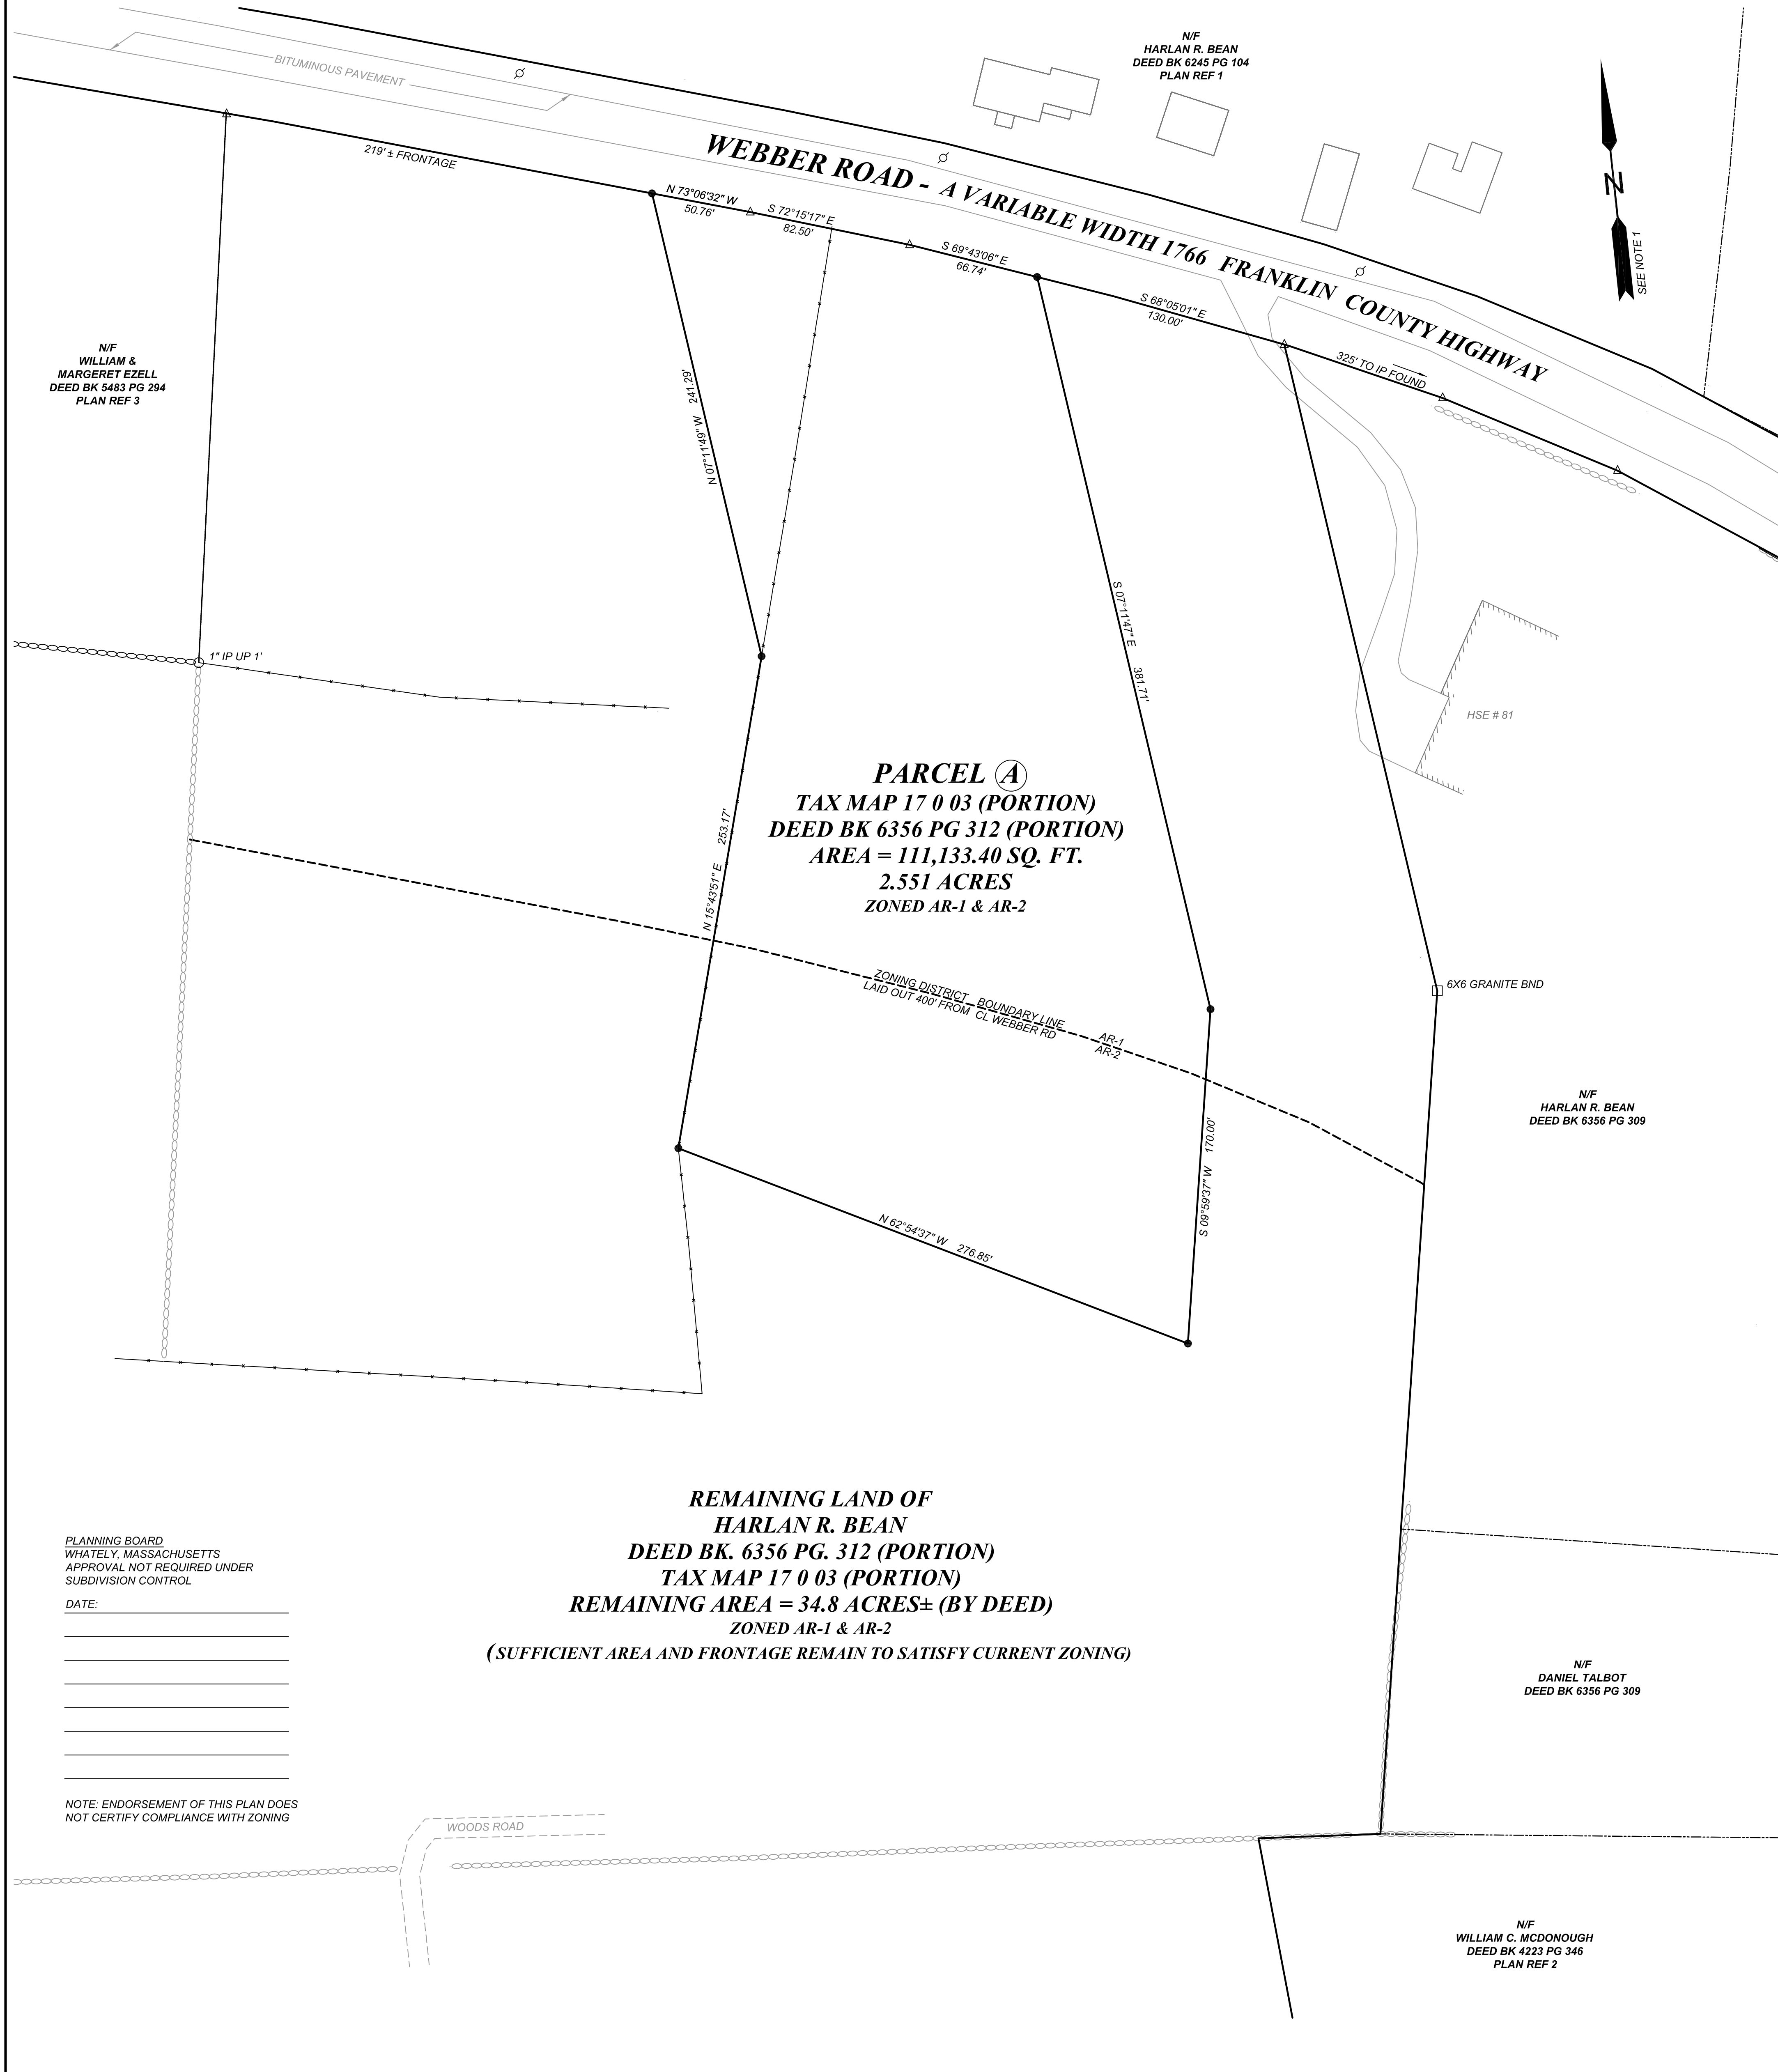 N/F
HARLAN R. BEAN
DEED BK 6245 PG 104
PLAN REF 1
BITUMINOUS PAVEMENT
WEBBER ROAD - A VARIABLE WIDTH 1766 FRANKLIN COUNTY HIGHWAY
N
SEE NOTE 1
219' ± FRONTAGE
N 73°06'32" W
50.76'
S 72°15'17" E
82.50'
S 69°43'06" E
66.74'
S 68°05'01" E
130.00'
325' TO IP FOUND
N/F
WILLIAM &
MARGERET EZELL
DEED BK 5483 PG 294
PLAN REF 3
N 07°11'49" W 241.29'
S 07°11'47" E 381.71'
1" IP UP 1'
HSE # 81
PARCEL A
TAX MAP 17 0 03 (PORTION)
DEED BK 6356 PG 312 (PORTION)
AREA = 111,133.40 SQ. FT.
2.551 ACRES
ZONED AR-1 & AR-2
N 15°43'51" E 253.17'
ZONING DISTRICT BOUNDARY LINE
LAID OUT 400' FROM CL WEBBER RD
AR-1
AR-2
6X6 GRANITE BND
N/F
HARLAN R. BEAN
DEED BK 6356 PG 309
S 09°59'37" W 170.00'
N 62°54'37" W 276.85'
REMAINING LAND OF
HARLAN R. BEAN
DEED BK. 6356 PG. 312 (PORTION)
TAX MAP 17 0 03 (PORTION)
REMAINING AREA = 34.8 ACRES± (BY DEED)
ZONED AR-1 & AR-2
(SUFFICIENT AREA AND FRONTAGE REMAIN TO SATISFY CURRENT ZONING)
PLANNING BOARD
WHATELY, MASSACHUSETTS
APPROVAL NOT REQUIRED UNDER
SUBDIVISION CONTROL
DATE:
NOTE: ENDORSEMENT OF THIS PLAN DOES
NOT CERTIFY COMPLIANCE WITH ZONING
N/F
DANIEL TALBOT
DEED BK 6356 PG 309
WOODS ROAD
N/F
WILLIAM C. MCDONOUGH
DEED BK 4223 PG 346
PLAN REF 2